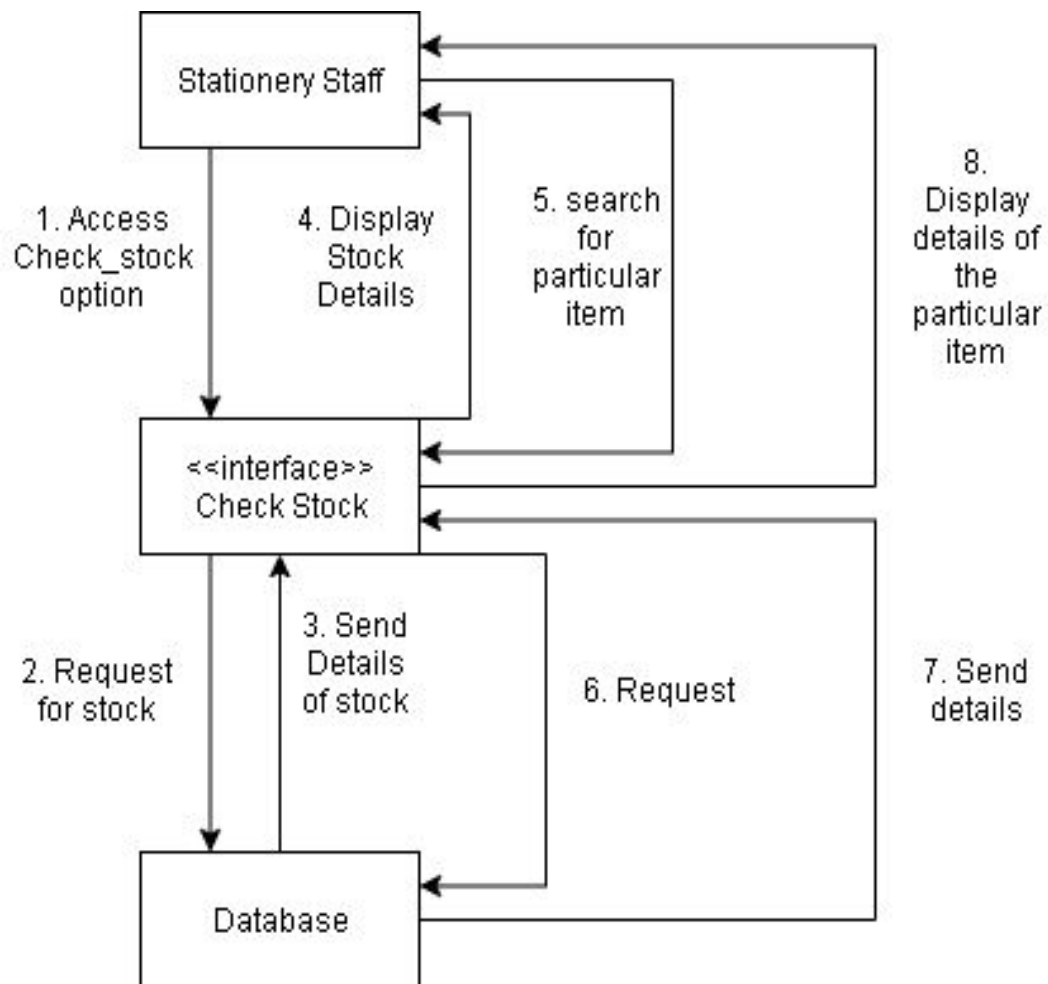 Stationery Staff
1. Access
Check_stock
option
4. Display
Stock
Details
5. search
for
particular
item
8.
Display
details of
the
particular
item
<<interface>>
Check Stock
2. Request
for stock
3. Send
Details
of stock
6. Request
7. Send
details
Database